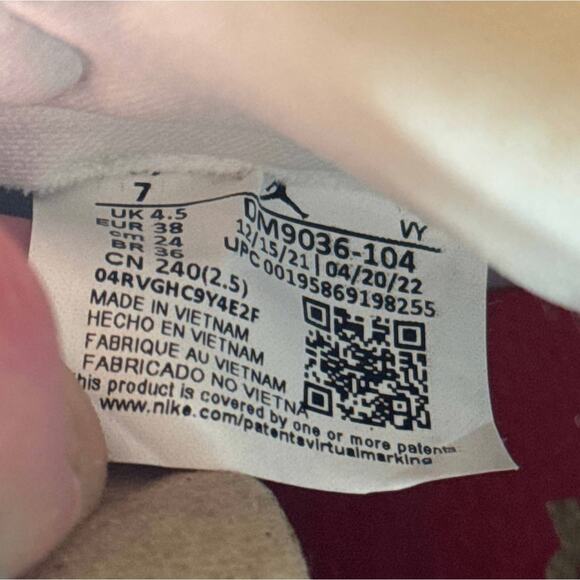 7
UK 4.5
EUR 38
cm 24
BR 36
CN 240(2.5)
04RVGHC9Y4E2F
MADE IN VIETNAM
HECHO EN VIETNAM
FABRIQUE AU VIETNAM
FABRICADO NO VIETNA
his product is covered by one or more patents
www.nike.com/patentsvirtualmarking
VY
DM9036-104
12/15/21 | 04/20/22
UPC 00195869198255